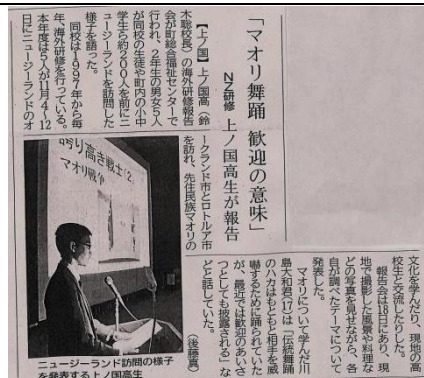 「マオリ舞踊 歓迎の意味」
NZ研修 上ノ国高生が報告
【上ノ国】上ノ国高（鈴
木聡校長）の海外研修報告
会が町総合福祉センターで
行われ、2年生の男女5人
が同校の生徒や町内の小中
学生ら約200人を前にニ
ュージーランドを訪問した
様子を語った。
同校は1997年から毎
年、海外研修を行っている。
本年度は5人が1月4～12
日にニュージーランドのオ
ークランド市とロトルア市
を訪れ、先住民族マオリの
文化を学んだり、現地の高
校生と交流したりした。
報告会は18日にあり、現
地で撮影した風景や料理な
どの写真を見せながら、各
自が調べたテーマについて
発表した。
マオリについて学んだ川
島大和君(17)は「伝統舞踊
のハカはもともと相手を威
嚇するために踊られていた
が、最近では歓迎のあいさ
つとしても披露される」な
どと話していた。
（後藤真）
誇り高き戦士(2)
マオリ戦争
ニュージーランド訪問の様子
を発表する上ノ国高生